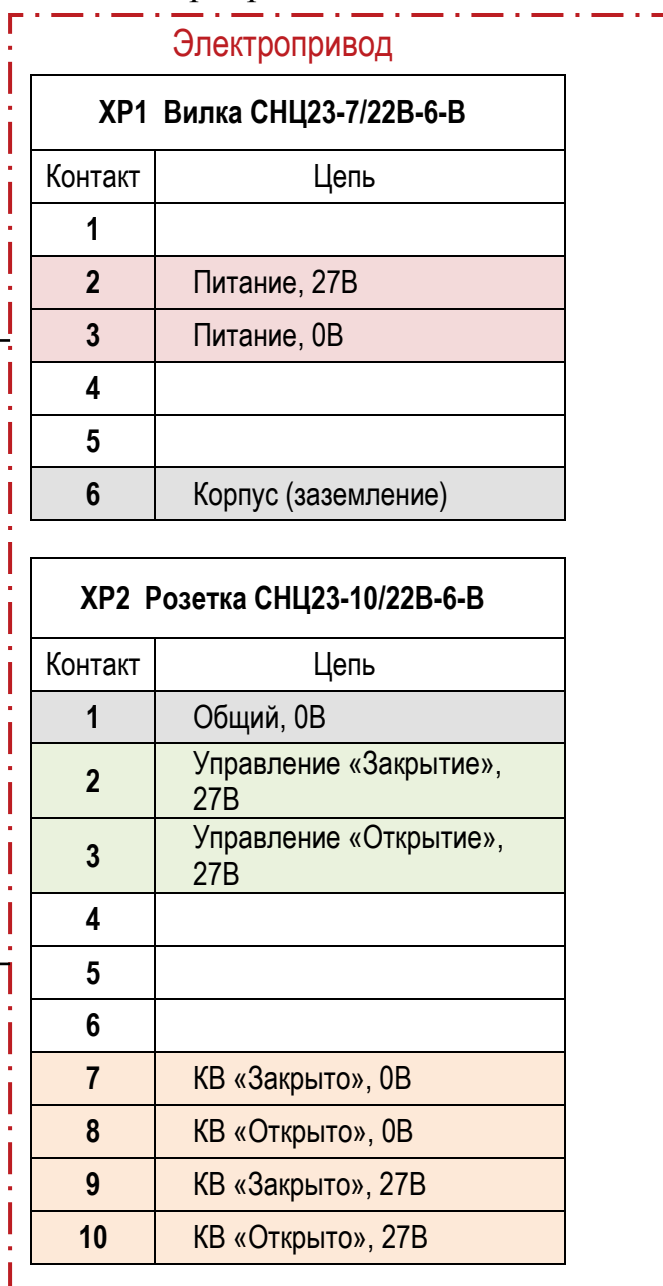 Электропривод
XP1 Вилка СНЦ23-7/22В-6-В
Контакт Цепь
1
2 Питание, 27В
3 Питание, 0В
4
5
6 Корпус (заземление)
XP2 Розетка СНЦ23-10/22В-6-В
Контакт Цепь
1 Общий, 0В
2 Управление «Закрытие»,
27В
3 Управление «Открытие»,
27В
4
5
6
7 КВ «Закрыто», 0В
8 КВ «Открыто», 0В
9 КВ «Закрыто», 27В
10 КВ «Открыто», 27В